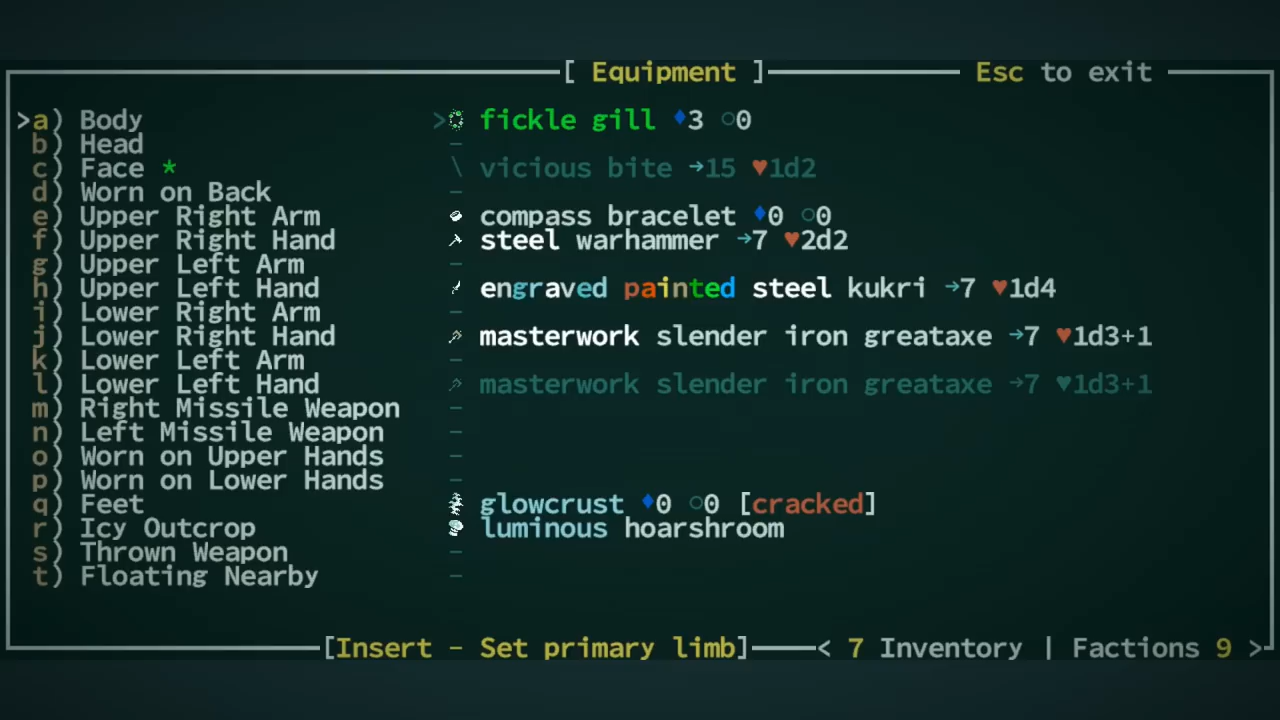 [ Equipment ] Esc to exit
>a) Body > fickle gill ♦3 ○0
b) Head –
c) Face * \ vicious bite →15 ♥1d2
d) Worn on Back –
e) Upper Right Arm compass bracelet ♦0 ○0
f) Upper Right Hand steel warhammer →7 ♥2d2
g) Upper Left Arm –
h) Upper Left Hand engraved painted steel kukri →7 ♥1d4
i) Lower Right Arm –
j) Lower Right Hand masterwork slender iron greataxe →7 ♥1d3+1
k) Lower Left Arm –
l) Lower Left Hand masterwork slender iron greataxe →7 ♥1d3+1
m) Right Missile Weapon –
n) Left Missile Weapon –
o) Worn on Upper Hands –
p) Worn on Lower Hands –
q) Feet glowcrust ♦0 ○0 [cracked]
r) Icy Outcrop luminous hoarshroom
s) Thrown Weapon –
t) Floating Nearby –
[Insert – Set primary limb] < 7 Inventory | Factions 9 >